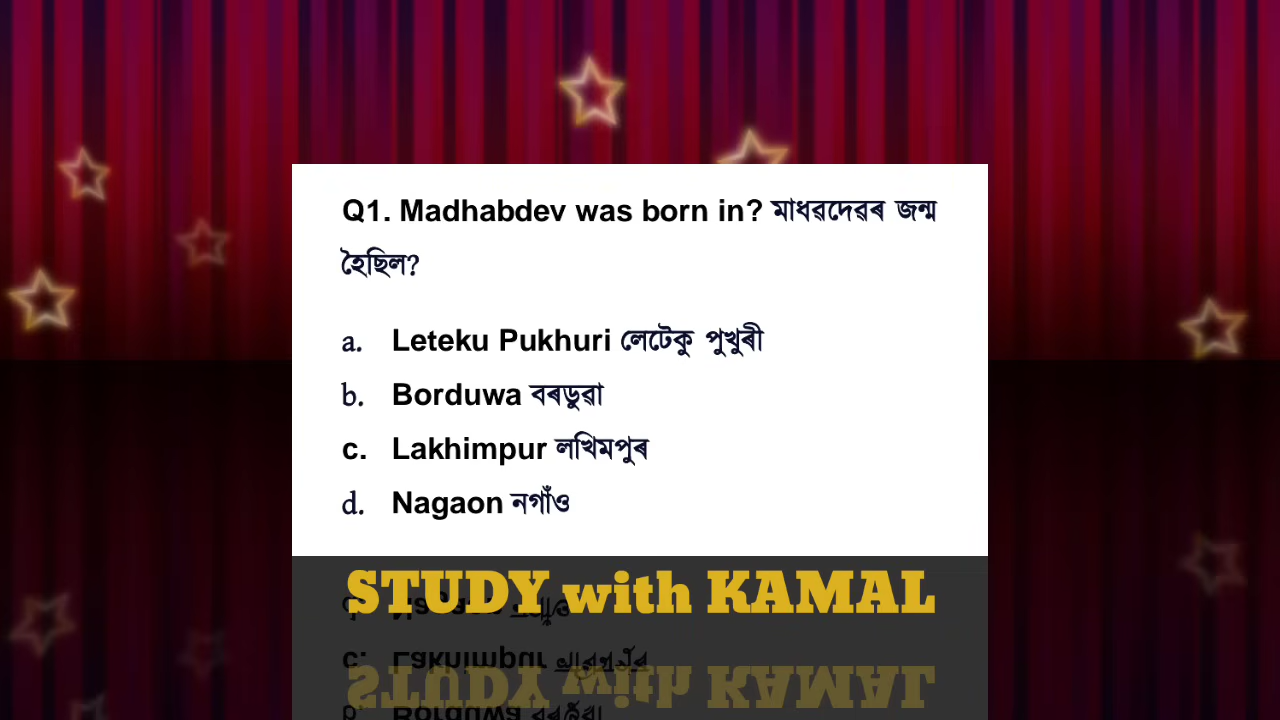 Q1. Madhabdev was born in? মাধৱদেৱৰ জন্ম
হৈছিল?
a. Leteku Pukhuri লেটেকু পুখুৰী
b. Borduwa বৰডুৱা
c. Lakhimpur লখিমপুৰ
d. Nagaon নগাঁও
STUDY with KAMAL